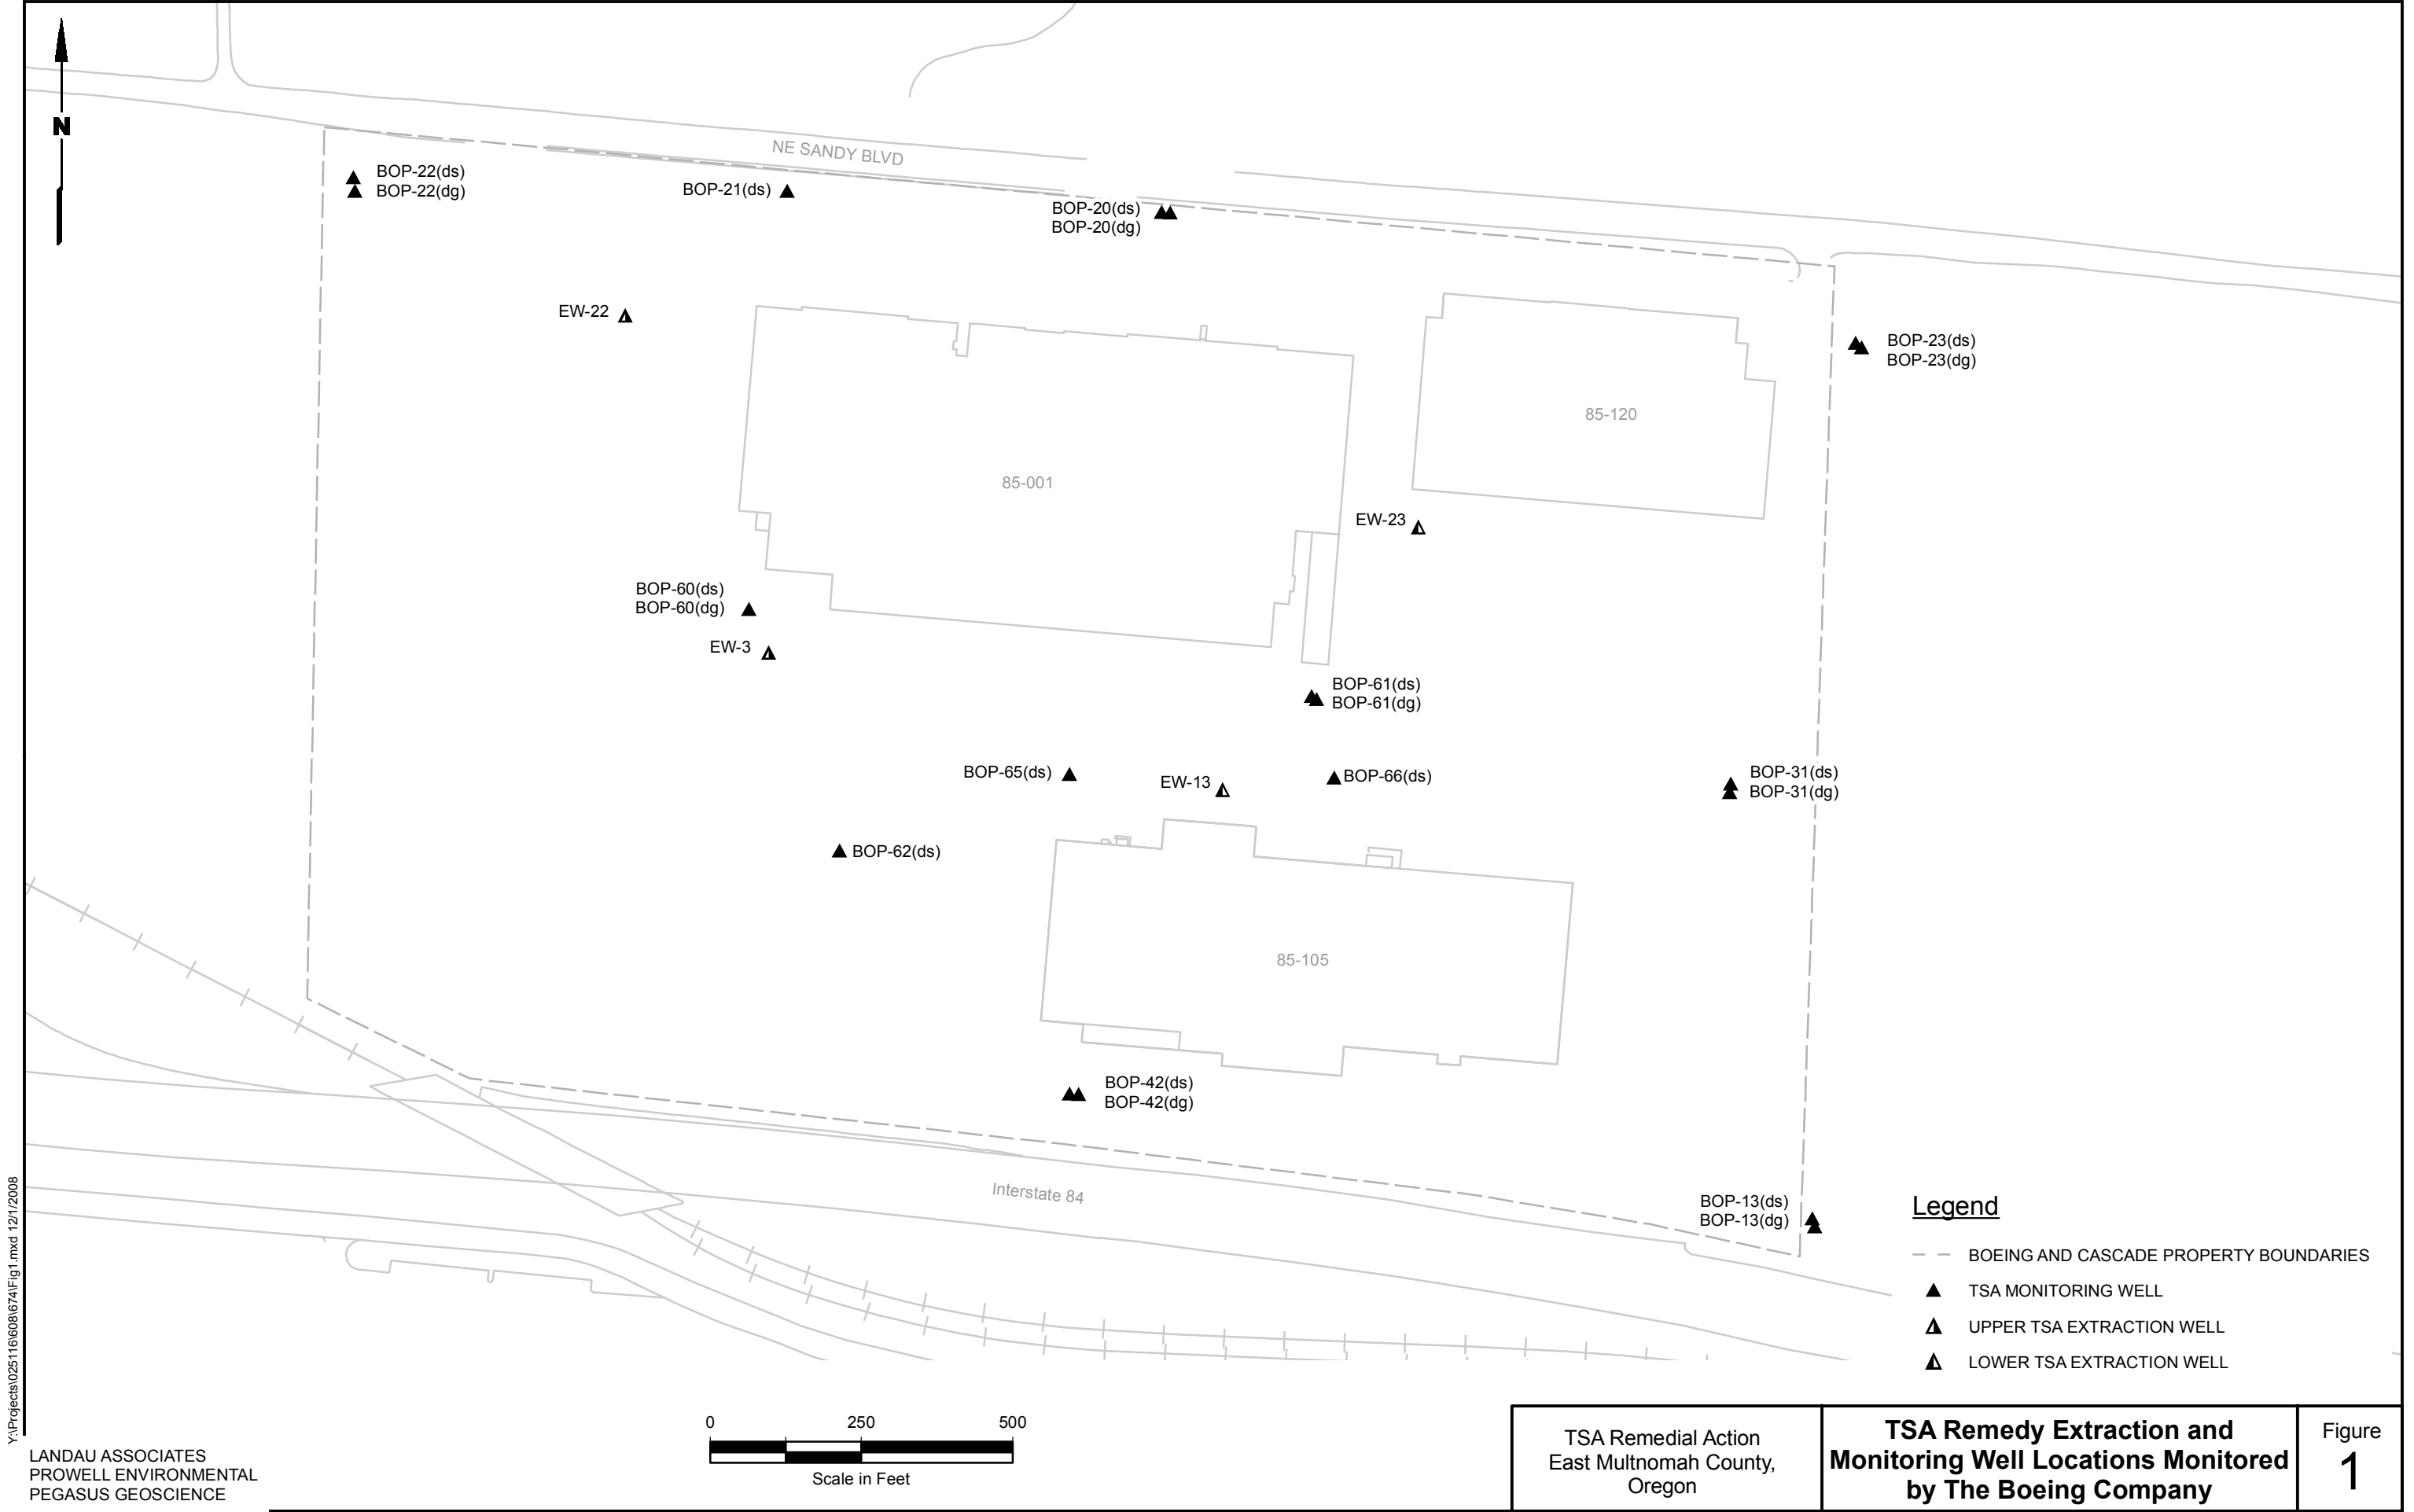 N
NE SANDY BLVD
BOP-22(ds)
BOP-22(dg)
BOP-21(ds)
BOP-20(ds)
BOP-20(dg)
EW-22
BOP-23(ds)
BOP-23(dg)
85-120
85-001
EW-23
BOP-60(ds)
BOP-60(dg)
EW-3
BOP-61(ds)
BOP-61(dg)
BOP-65(ds)
EW-13
BOP-66(ds)
BOP-31(ds)
BOP-31(dg)
BOP-62(ds)
85-105
BOP-42(ds)
BOP-42(dg)
Interstate 84
BOP-13(ds)
BOP-13(dg)
Legend
BOEING AND CASCADE PROPERTY BOUNDARIES
TSA MONITORING WELL
UPPER TSA EXTRACTION WELL
LOWER TSA EXTRACTION WELL
Y:\Projects\025116\608\674\Fig1.mxd 12/1/2008
LANDAU ASSOCIATES
PROWELL ENVIRONMENTAL
PEGASUS GEOSCIENCE
0 250 500
Scale in Feet
TSA Remedial Action
East Multnomah County,
Oregon
TSA Remedy Extraction and
Monitoring Well Locations Monitored
by The Boeing Company
Figure
1